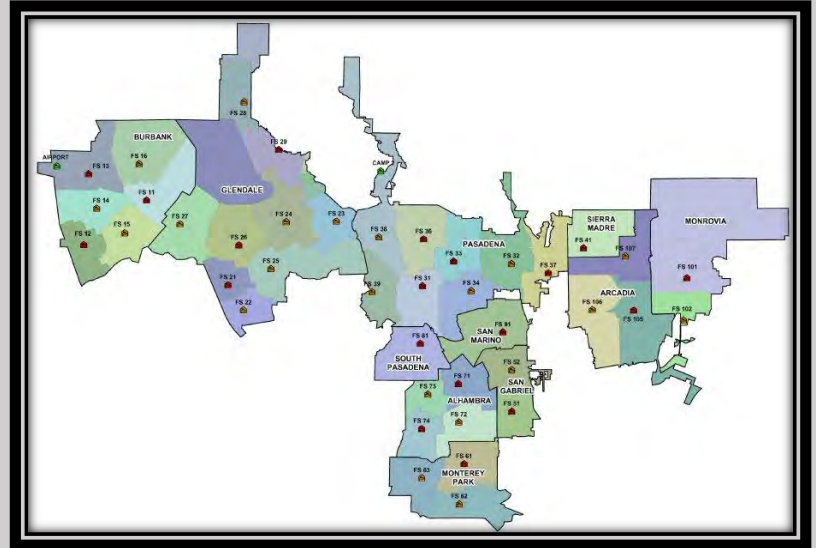 FS 28
BURBANK
AIRPORT
FS 13
FS 16
FS 29
CAMP
FS 11
GLENDALE
FS 14
FS 12
FS 15
FS 27
FS 26
FS 24
FS 23
FS 25
FS 21
FS 22
FS 38
FS 36
PASADENA
FS 33
FS 32
FS 37
FS 39
FS 31
FS 34
SIERRA
MADRE
FS 41
FS 107
MONROVIA
FS 101
ARCADIA
FS 106
FS 105
FS 102
SAN
MARINO
FS 91
FS 81
SOUTH
PASADENA
FS 52
SAN
GABRIEL
FS 51
FS 71
FS 73
ALHAMBRA
FS 72
FS 74
FS 61
FS 63
MONTEREY
PARK
FS 62